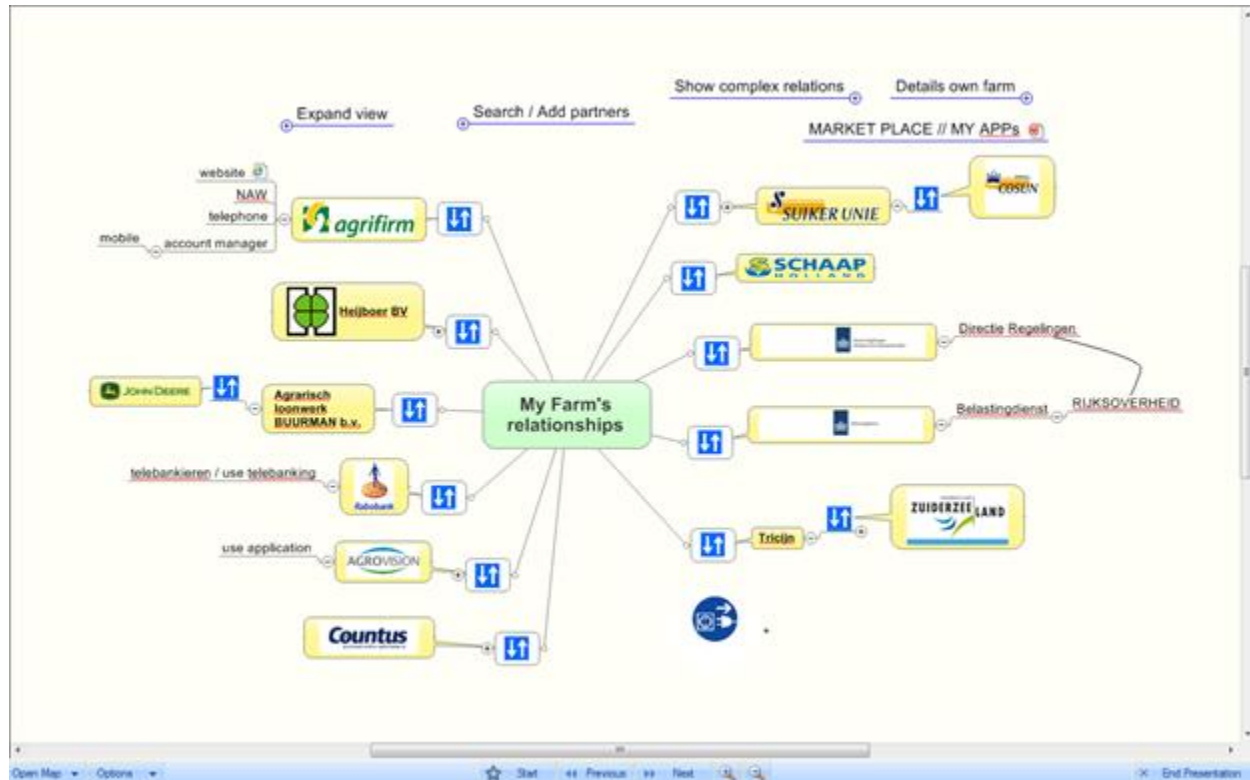 Show complex relations
Details own farm
Expand view
Search / Add partners
MARKET PLACE // MY APPs
website
NAW
telephone
mobile
account manager
agrifirm
SUIKER UNIE
COSUN
SCHAAP
HOLLAND
Heijboer BV
Directie Regelingen
JOHN DEERE
Agrarisch
loonwerk
BUURMAN b.v.
My Farm's
relationships
Belastingdienst
RIJKSOVERHEID
telebankieren / use telebanking
Rabobank
ZUIDERZEELAND
Tricijn
use application
AGROVISION
Countus
Open Map
Options
Start
Previous
Next
End Presentation